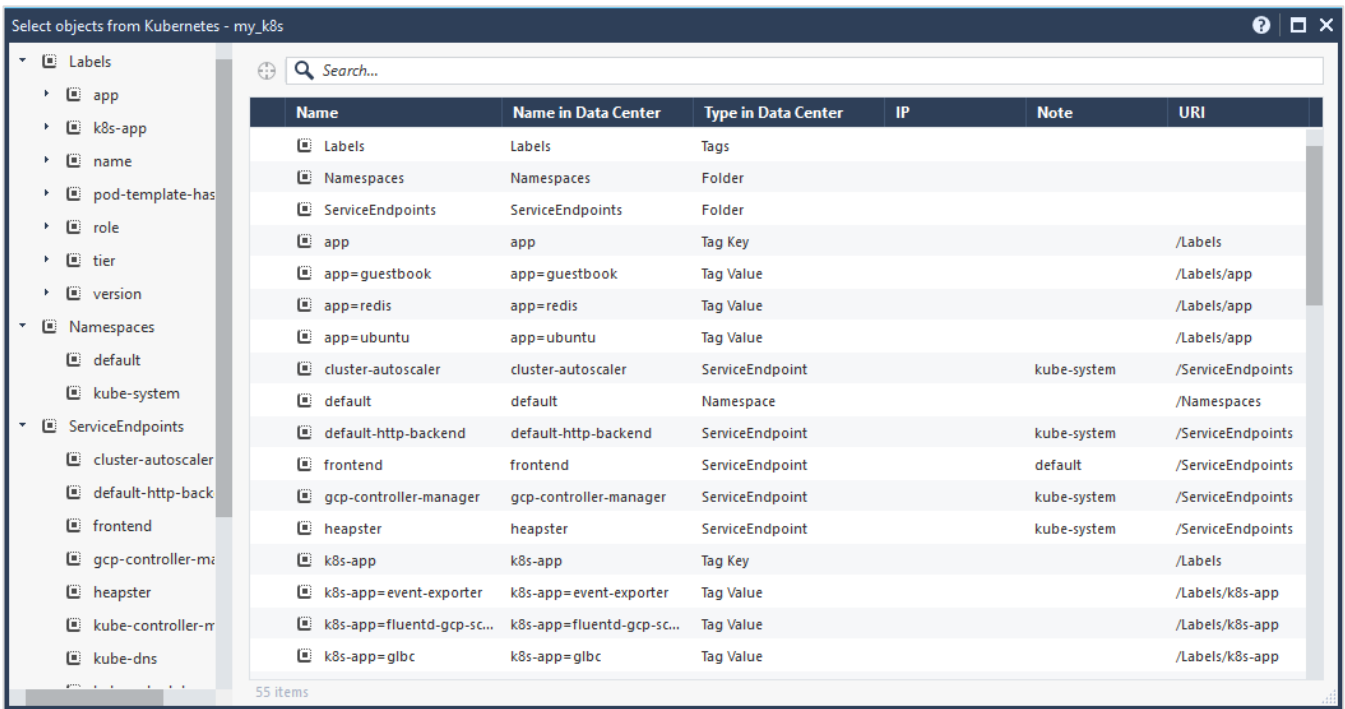 Select objects from Kubernetes - my_k8s
Labels
app
k8s-app
name
pod-template-has
role
tier
version
Namespaces
default
kube-system
ServiceEndpoints
cluster-autoscaler
default-http-back
frontend
gcp-controller-ma
heapster
kube-controller-m
kube-dns
Search...
Name Name in Data Center Type in Data Center IP Note URI
Labels Labels Tags
Namespaces Namespaces Folder
ServiceEndpoints ServiceEndpoints Folder
app app Tag Key /Labels
app=guestbook app=guestbook Tag Value /Labels/app
app=redis app=redis Tag Value /Labels/app
app=ubuntu app=ubuntu Tag Value /Labels/app
cluster-autoscaler cluster-autoscaler ServiceEndpoint kube-system /ServiceEndpoints
default default Namespace /Namespaces
default-http-backend default-http-backend ServiceEndpoint kube-system /ServiceEndpoints
frontend frontend ServiceEndpoint default /ServiceEndpoints
gcp-controller-manager gcp-controller-manager ServiceEndpoint kube-system /ServiceEndpoints
heapster heapster ServiceEndpoint kube-system /ServiceEndpoints
k8s-app k8s-app Tag Key /Labels
k8s-app=event-exporter k8s-app=event-exporter Tag Value /Labels/k8s-app
k8s-app=fluentd-gcp-sc... k8s-app=fluentd-gcp-sc... Tag Value /Labels/k8s-app
k8s-app=glbc k8s-app=glbc Tag Value /Labels/k8s-app
55 items